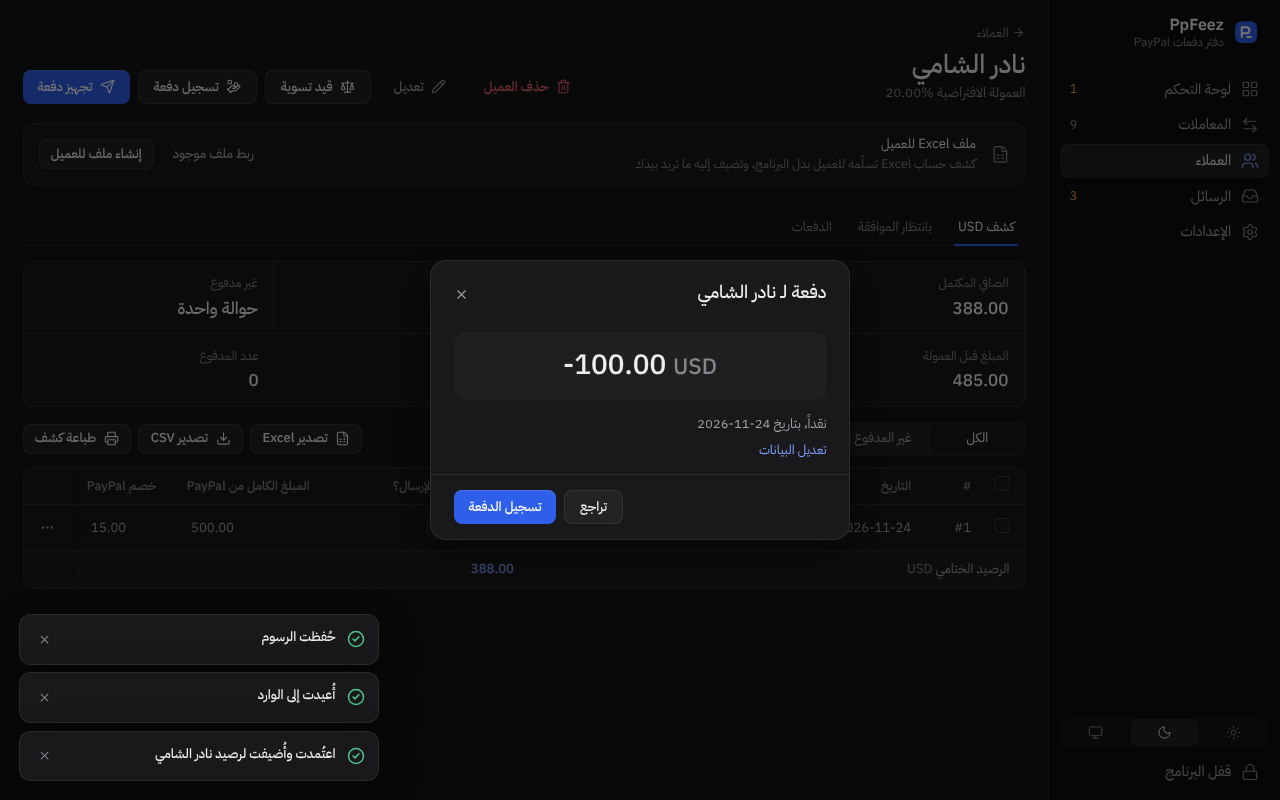 PpFeez
دفتر دفعات PayPal
لوحة التحكم 1
المعاملات 9
العملاء
الرسائل 3
الإعدادات
قفل البرنامج
العملاء
نادر الشامي
العمولة الافتراضية 20.00%
حذف العميل
تعديل
قيد تسوية
تسجيل دفعة
تجهيز دفعة
ملف Excel للعميل
كشف حساب Excel تسلّمه للعميل بدل البرنامج، وتضيف إليه ما تريد بيدك
ربط ملف موجود
إنشاء ملف للعميل
كشف USD
بانتظار الموافقة
الدفعات
الصافي المكتمل
388.00
غير مدفوع
حوالة واحدة
المبلغ قبل العمولة
485.00
عدد المدفوع
0
الكل
غير المدفوع
تصدير Excel
تصدير CSV
طباعة كشف
# التاريخ المبلغ الكامل من PayPal خصم PayPal
#1 500.00 15.00
الرصيد الختامي USD 388.00
دفعة لـ نادر الشامي
-100.00 USD
نقداً، بتاريخ 24-11-2026
تعديل البيانات
تراجع
تسجيل الدفعة
حُفظت الرسوم
أُعيدت إلى الوارد
اعتُمدت وأُضيفت لرصيد نادر الشامي